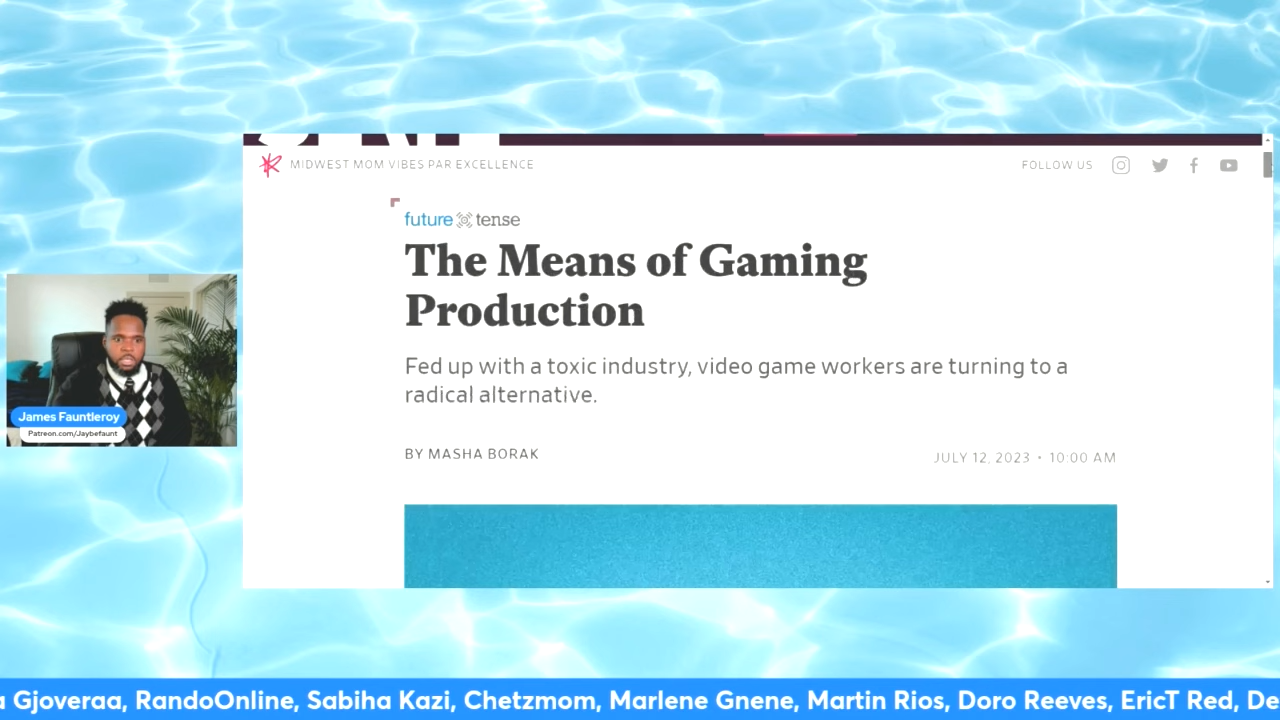 MIDWEST MOM VIBES PAR EXCELLENCE
FOLLOW US
future tense
The Means of Gaming
Production
Fed up with a toxic industry, video game workers are turning to a
radical alternative.
BY MASHA BORAK
JULY 12, 2023 • 10:00 AM
James Fauntleroy
Patreon.com/Jaybefaunt
a Gjoveraa, RandoOnline, Sabiha Kazi, Chetzmom, Marlene Gnene, Martin Rios, Doro Reeves, EricT Red, De